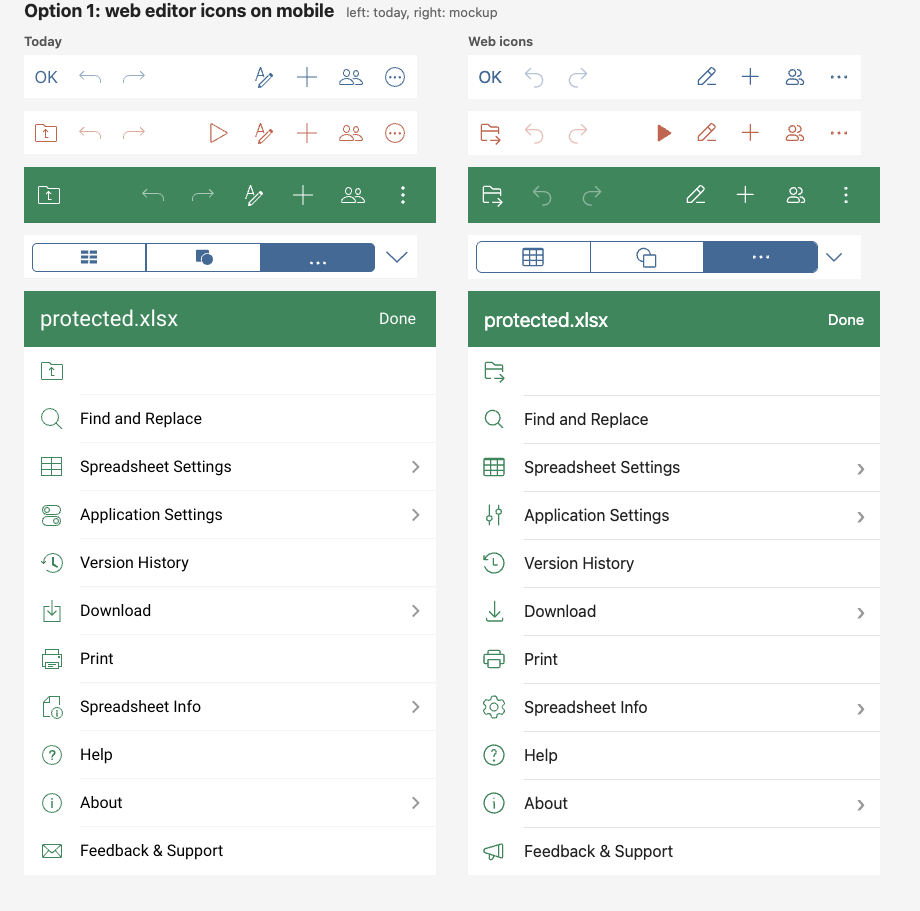 Option 1: web editor icons on mobile left: today, right: mockup
Today
OK
protected.xlsx Done
Find and Replace
Spreadsheet Settings
Application Settings
Version History
Download
Print
Spreadsheet Info
Help
About
Feedback & Support
Web icons
OK
protected.xlsx Done
Find and Replace
Spreadsheet Settings
Application Settings
Version History
Download
Print
Spreadsheet Info
Help
About
Feedback & Support